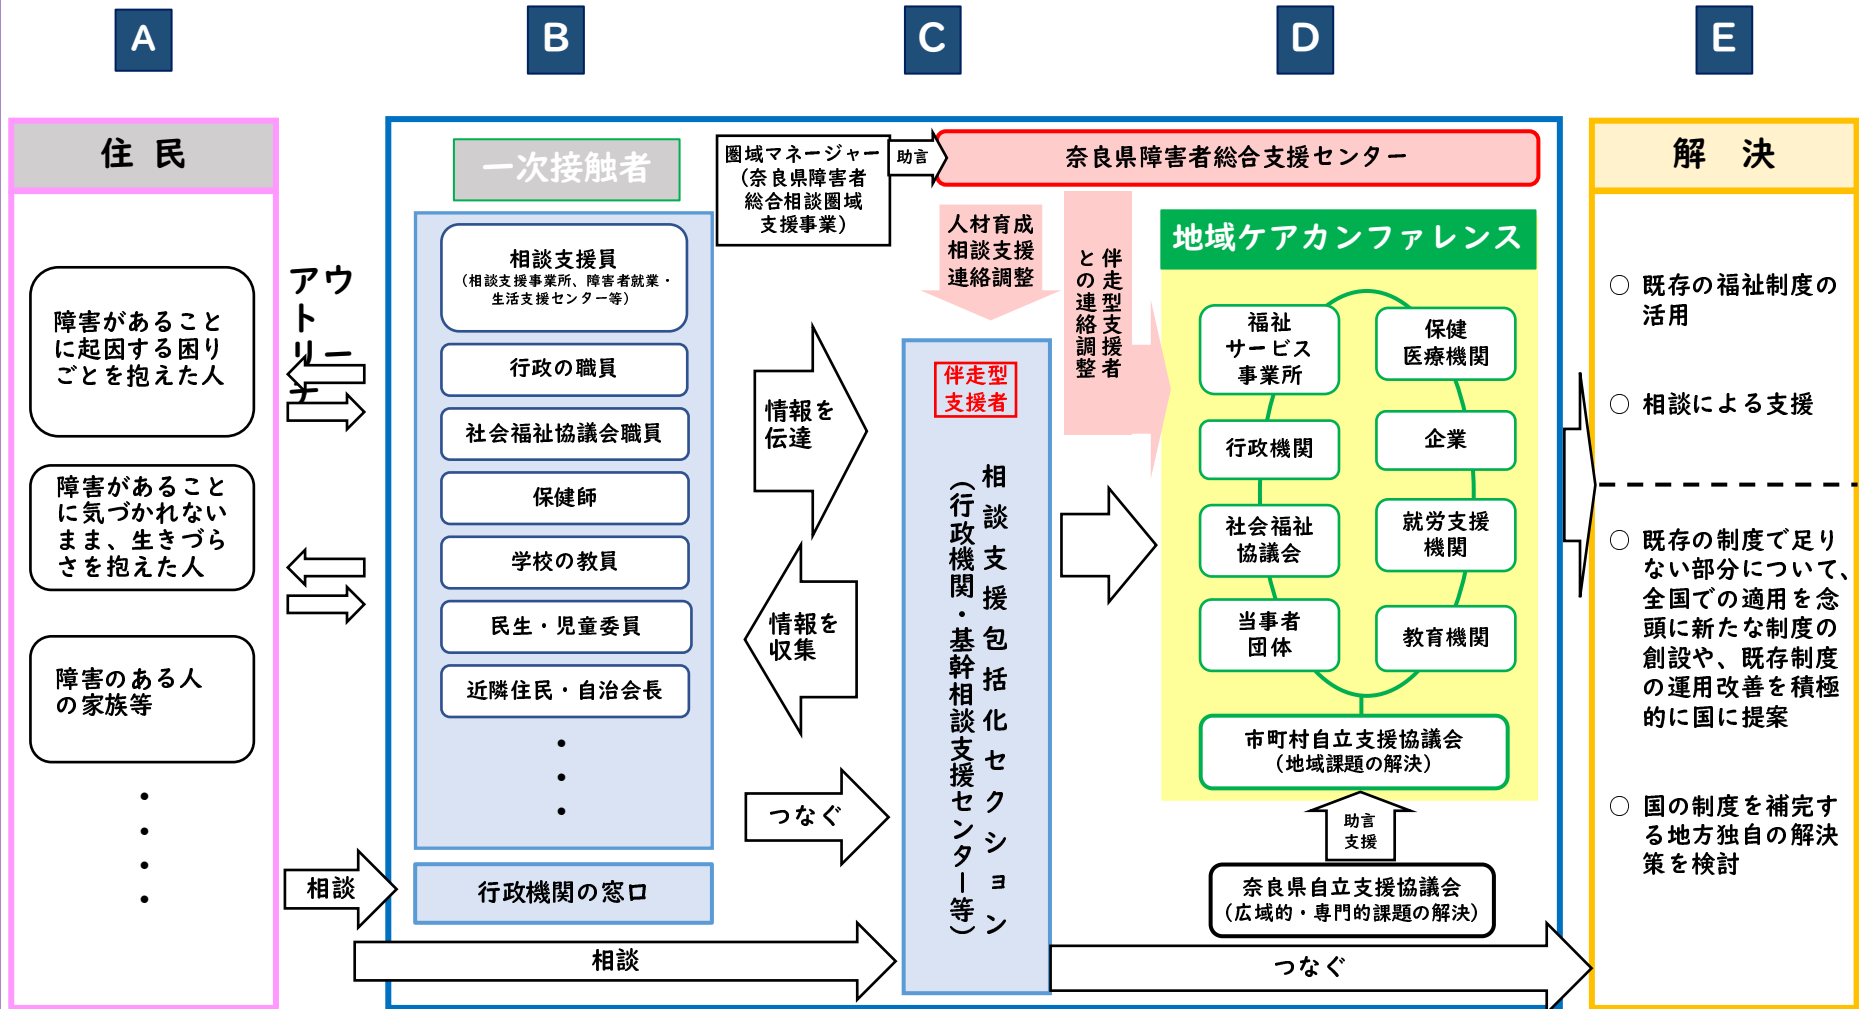 A
B
C
D
E
住 民
障害があること
に起因する困り
ごとを抱えた人
障害があること
に気づかれない
まま、生きづら
さを抱えた人
障害のある人
の家族等
・
・
・
・
アウ
ト
リー
チ
相談
相談
一次接触者
相談支援員
（相談支援事業所、障害者就業・
生活支援センター等）
行政の職員
社会福祉協議会職員
保健師
学校の教員
民生・児童委員
近隣住民・自治会長
・
・
・
行政機関の窓口
圏域マネージャー
（奈良県障害者
総合相談圏域
支援事業）
助言
奈良県障害者総合支援センター
情報を
伝達
情報を
収集
つなぐ
人材育成
相談支援
連絡調整
伴走型支援者
との連絡調整
伴走型
支援者
相談支援包括化セクション
（行政機関・基幹相談支援センター等）
地域ケアカンファレンス
福祉
サービス
事業所
保健
医療機関
行政機関
企業
社会福祉
協議会
就労支援
機関
当事者
団体
教育機関
市町村自立支援協議会
（地域課題の解決）
助言
支援
奈良県自立支援協議会
（広域的・専門的課題の解決）
つなぐ
解 決
○ 既存の福祉制度の
活用
○ 相談による支援
○ 既存の制度で足り
ない部分について、
全国での適用を念
頭に新たな制度の
創設や、既存制度
の運用改善を積極
的に国に提案
○ 国の制度を補完す
る地方独自の解決
策を検討